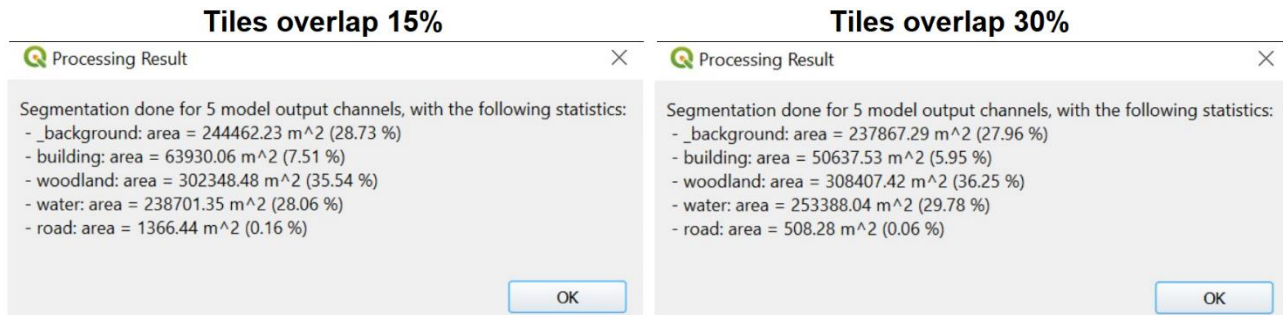 Tiles overlap 15%
Processing Result
Segmentation done for 5 model output channels, with the following statistics:
- _background: area = 244462.23 m^2 (28.73 %)
- building: area = 63930.06 m^2 (7.51 %)
- woodland: area = 302348.48 m^2 (35.54 %)
- water: area = 238701.35 m^2 (28.06 %)
- road: area = 1366.44 m^2 (0.16 %)
OK
Tiles overlap 30%
Processing Result
Segmentation done for 5 model output channels, with the following statistics:
- _background: area = 237867.29 m^2 (27.96 %)
- building: area = 50637.53 m^2 (5.95 %)
- woodland: area = 308407.42 m^2 (36.25 %)
- water: area = 253388.04 m^2 (29.78 %)
- road: area = 508.28 m^2 (0.06 %)
OK